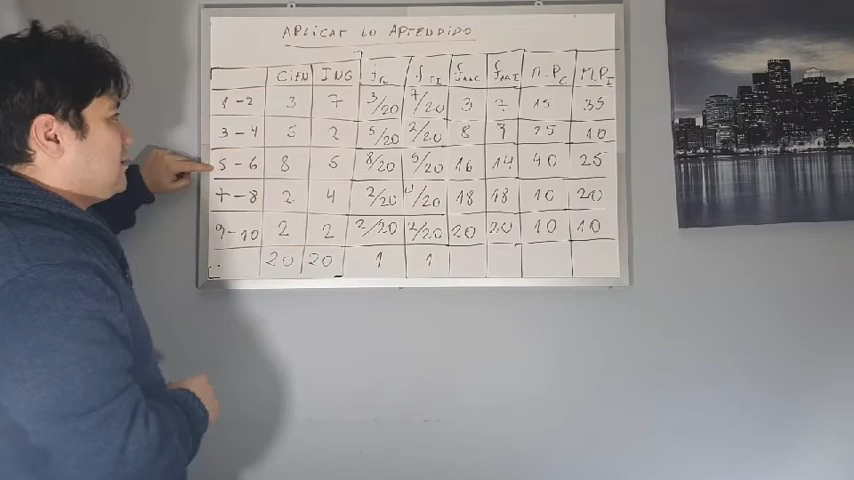 APLICAR LO APRENDIDO
CIEN ING fr fr I fAAC fAAI M.PC M.PI
1-2 3 7 3/20 7/20 3 7 15 35
3-4 5 2 5/20 2/20 8 9 25 10
5-6 8 5 8/20 5/20 16 14 40 25
7-8 2 4 2/20 4/20 18 18 10 20
9-10 2 2 2/20 2/20 20 20 10 10
20 20 1 1